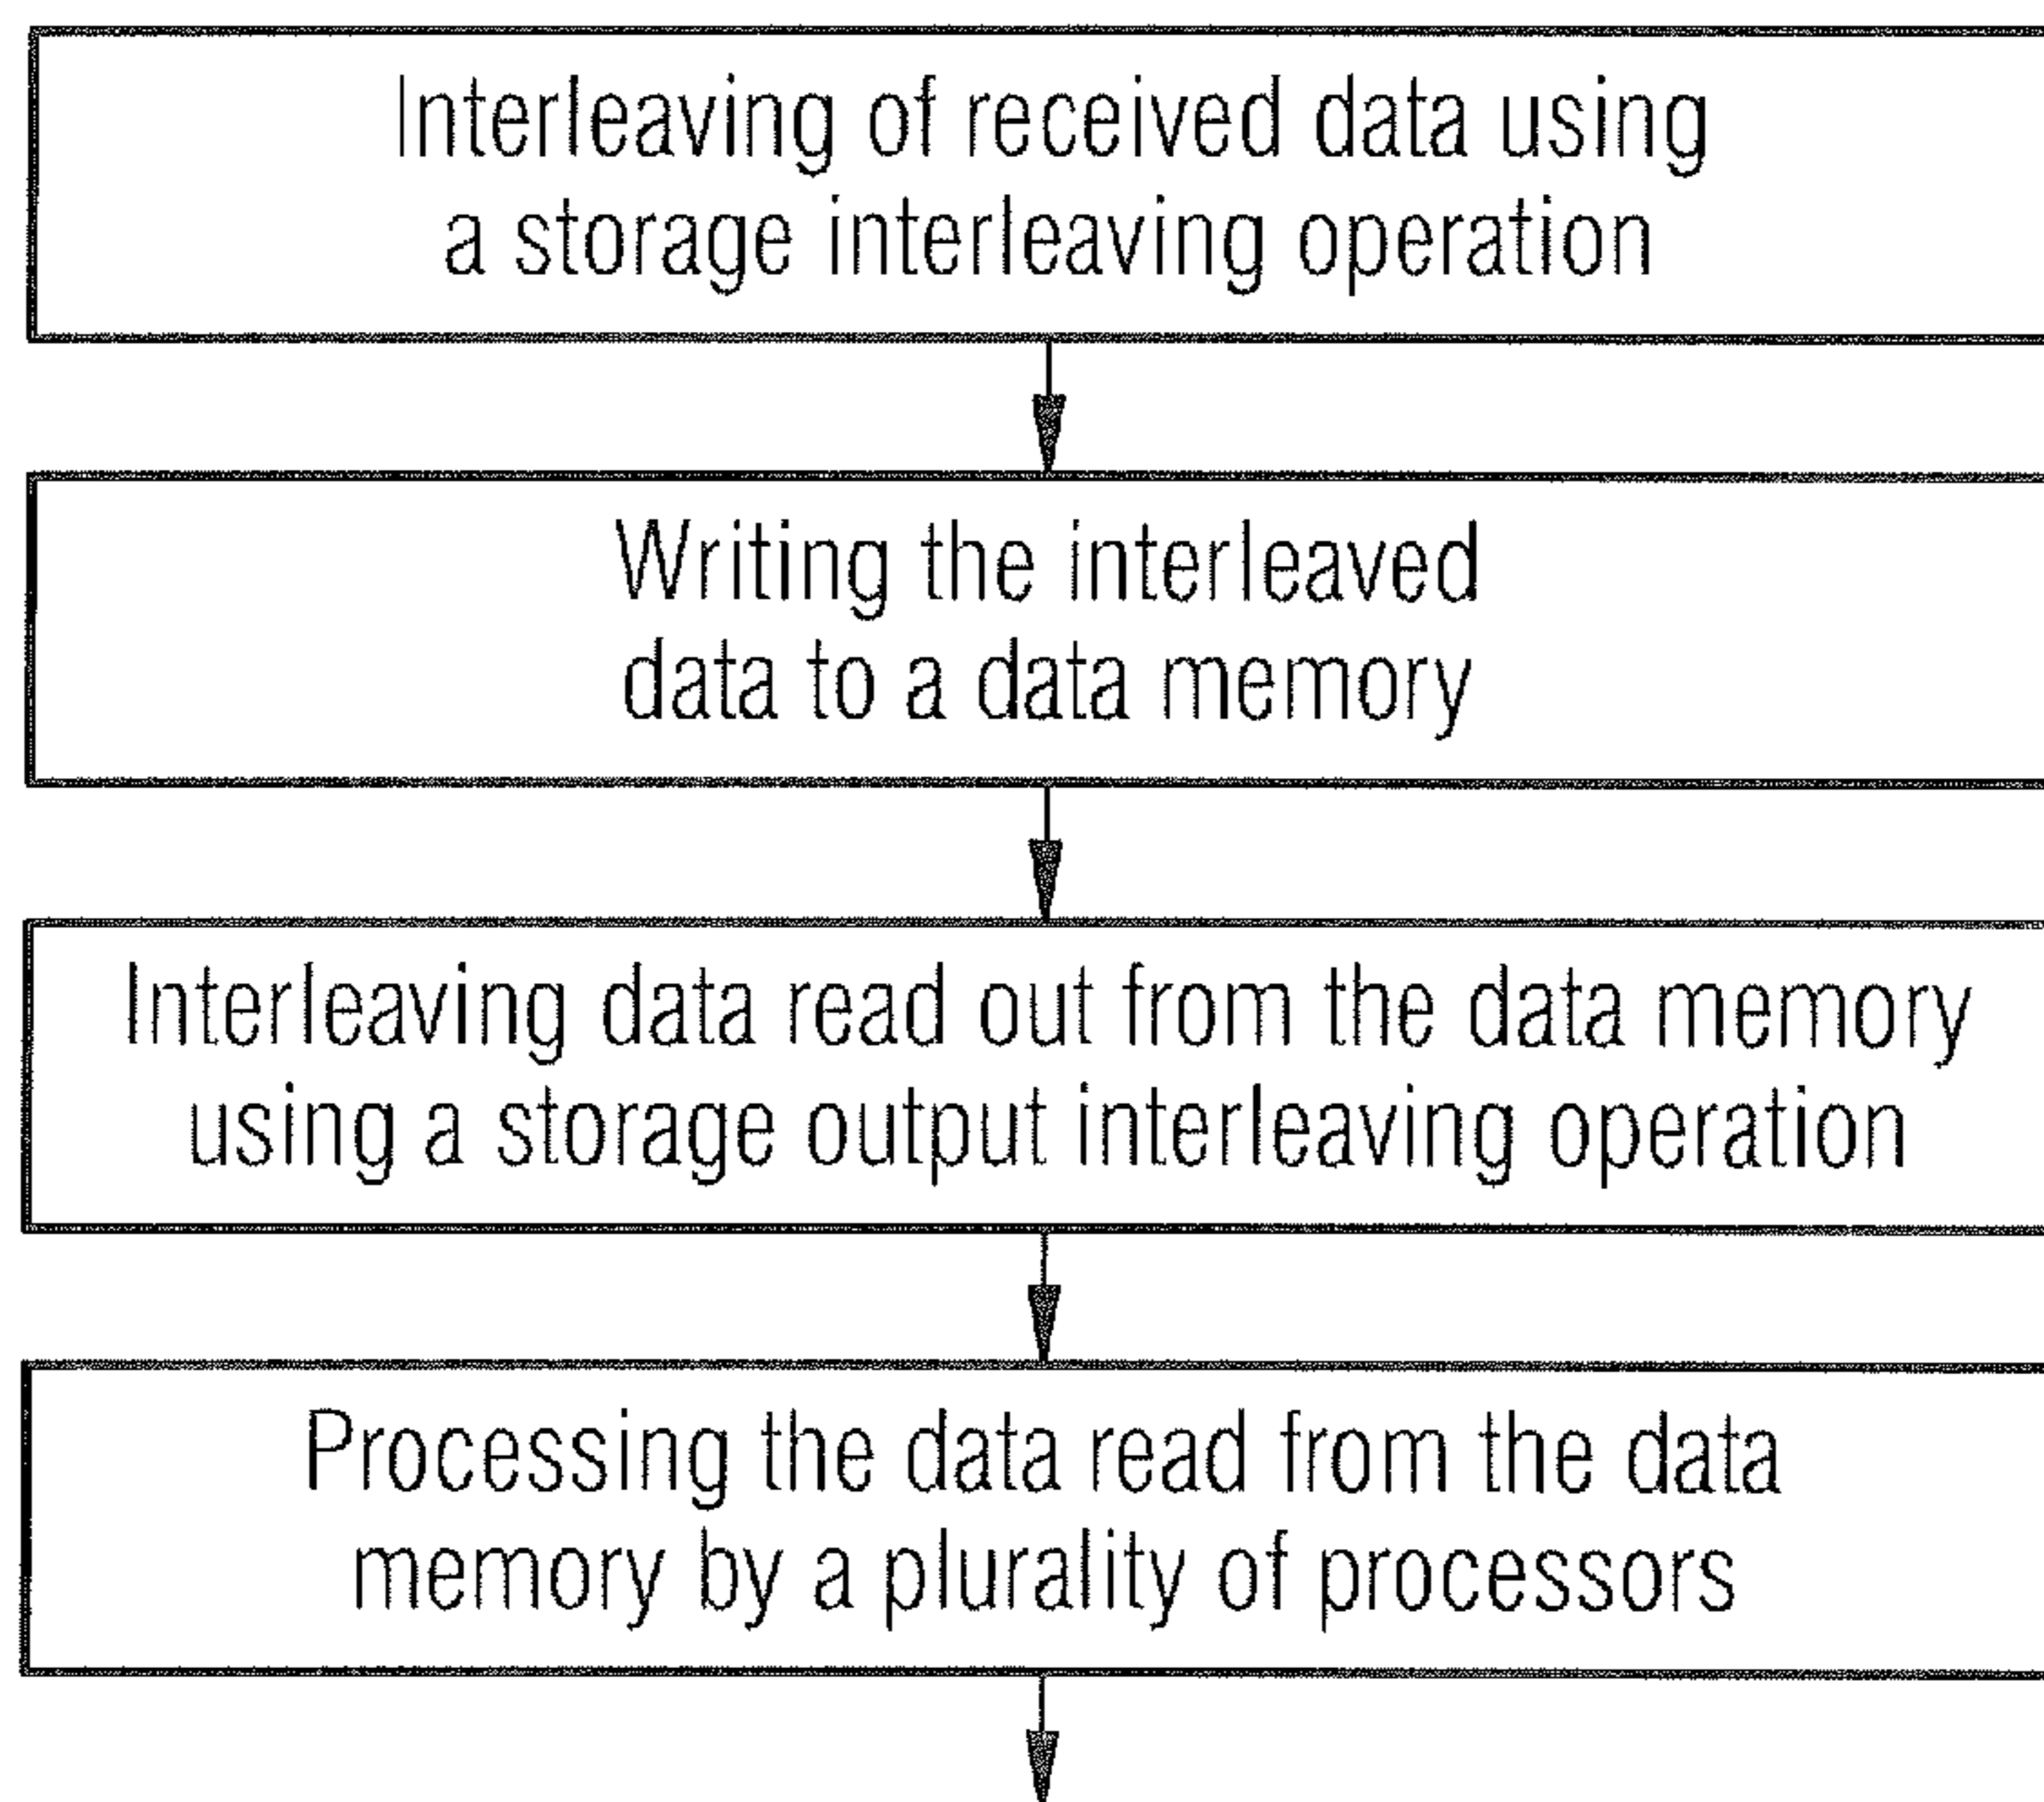 Interleaving of received data using
a storage interleaving operation
Writing the interleaved
data to a data memory
Interleaving data read out from the data memory
using a storage output interleaving operation
Processing the data read from the data
memory by a plurality of processors